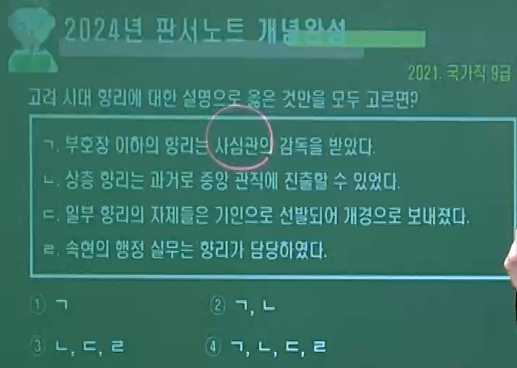 2024년 판서노트 개념완성
2021. 국가직 9급
고려 시대 향리에 대한 설명으로 옳은 것만을 모두 고르면?
ㄱ. 부호장 이하의 향리는 사심관의 감독을 받았다.
ㄴ. 상층 향리는 과거로 중앙 관직에 진출할 수 있었다.
ㄷ. 일부 향리의 자제들은 기인으로 선발되어 개경으로 보내졌다.
ㄹ. 속현의 행정 실무는 향리가 담당하였다.
① ㄱ ② ㄱ, ㄴ
③ ㄴ, ㄷ, ㄹ ④ ㄱ, ㄴ, ㄷ, ㄹ